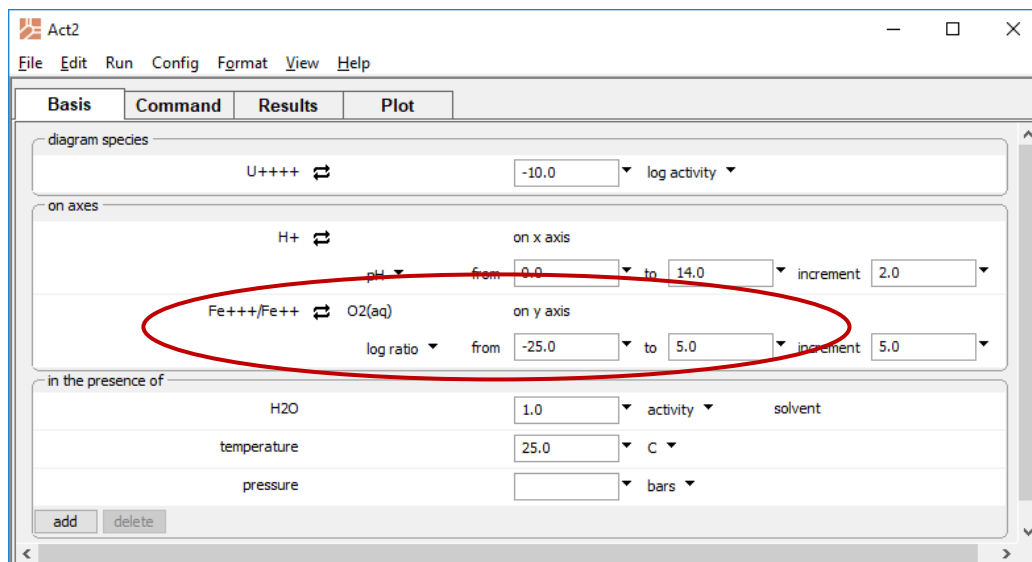 Act2
File Edit Run Config Format View Help
Basis Command Results Plot
diagram species
U++++ -10.0 log activity
on axes
H+ on x axis
pH from 0.0 to 14.0 increment 2.0
Fe+++/Fe++ O2(aq) on y axis
log ratio from -25.0 to 5.0 increment 5.0
in the presence of
H2O 1.0 activity solvent
temperature 25.0 C
pressure bars
add delete